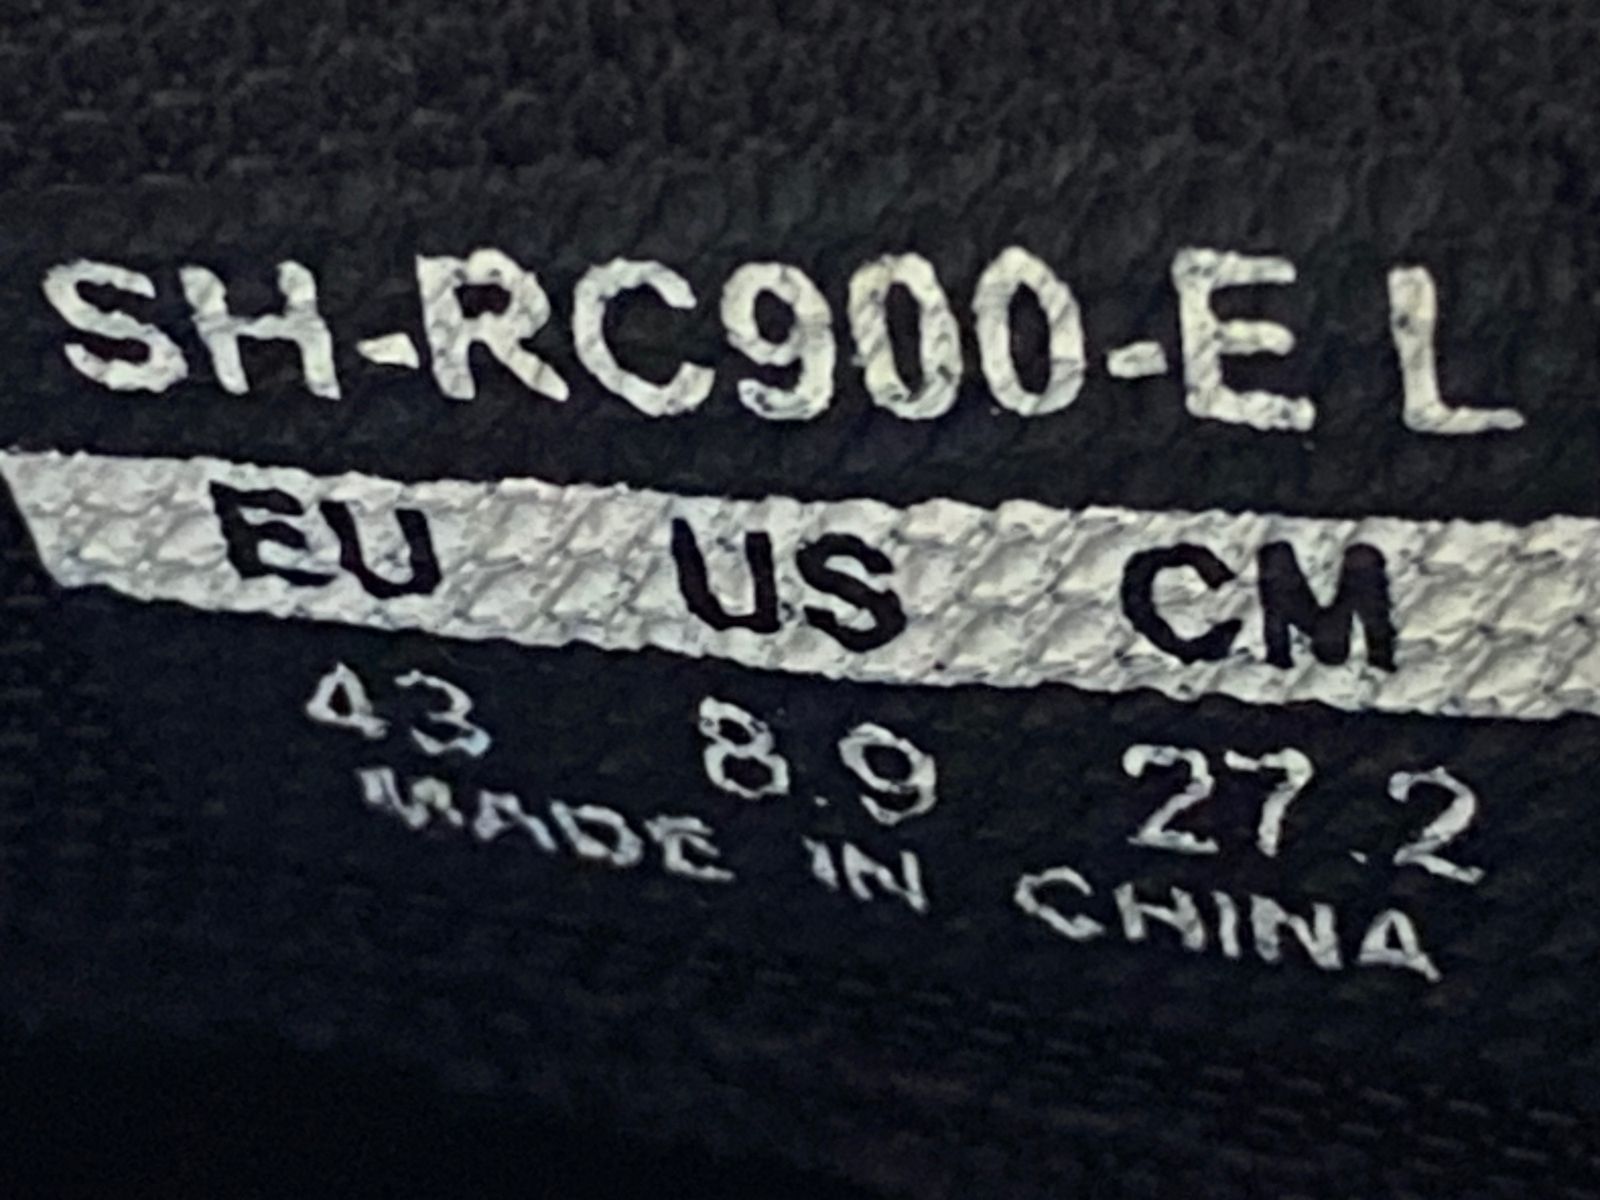 SH-RC900-E L
EU US CM
43 8.9 27.2
MADE IN CHINA